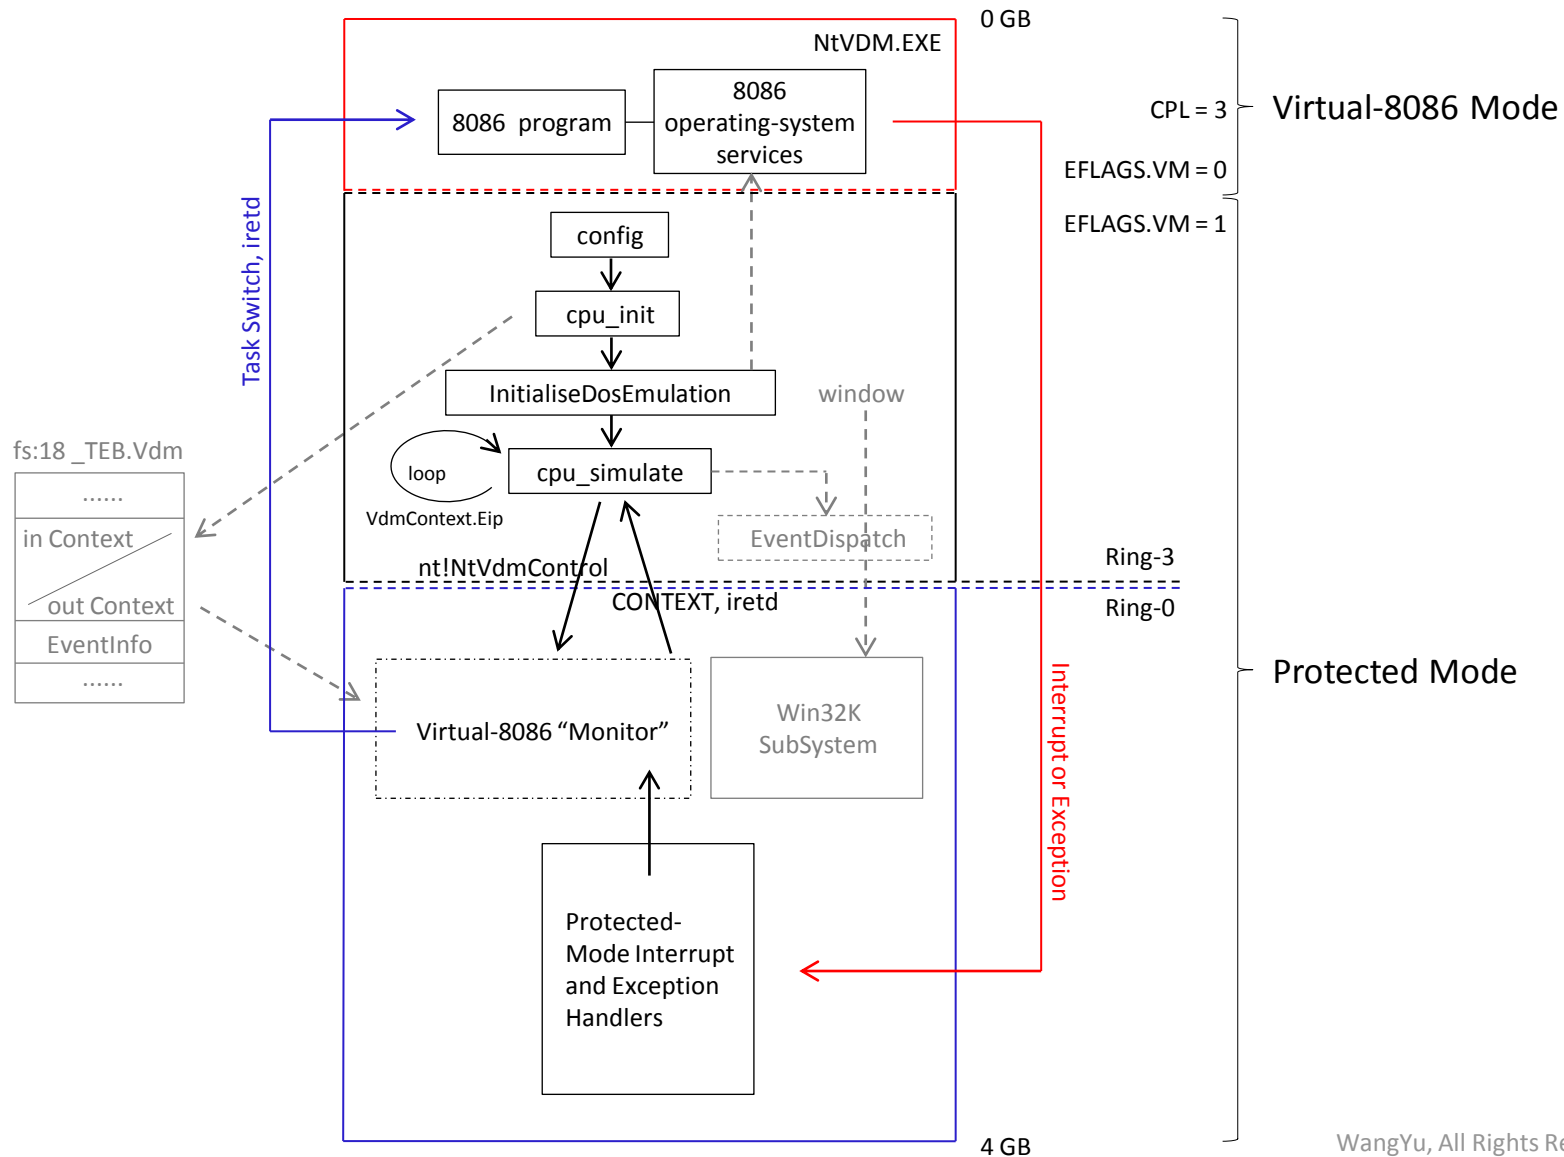 0 GB
NtVDM.EXE
8086 program
8086
operating-system
services
CPL = 3
Virtual-8086 Mode
EFLAGS.VM = 0
EFLAGS.VM = 1
Task Switch, iretd
config
cpu_init
InitialiseDosEmulation
window
fs:18 _TEB.Vdm
......
in Context
out Context
EventInfo
......
loop
cpu_simulate
VdmContext.Eip
EventDispatch
nt!NtVdmControl
Ring-3
CONTEXT, iretd
Ring-0
Virtual-8086 “Monitor”
Win32K
SubSystem
Interrupt or Exception
Protected Mode
Protected-
Mode Interrupt
and Exception
Handlers
4 GB
WangYu, All Rights